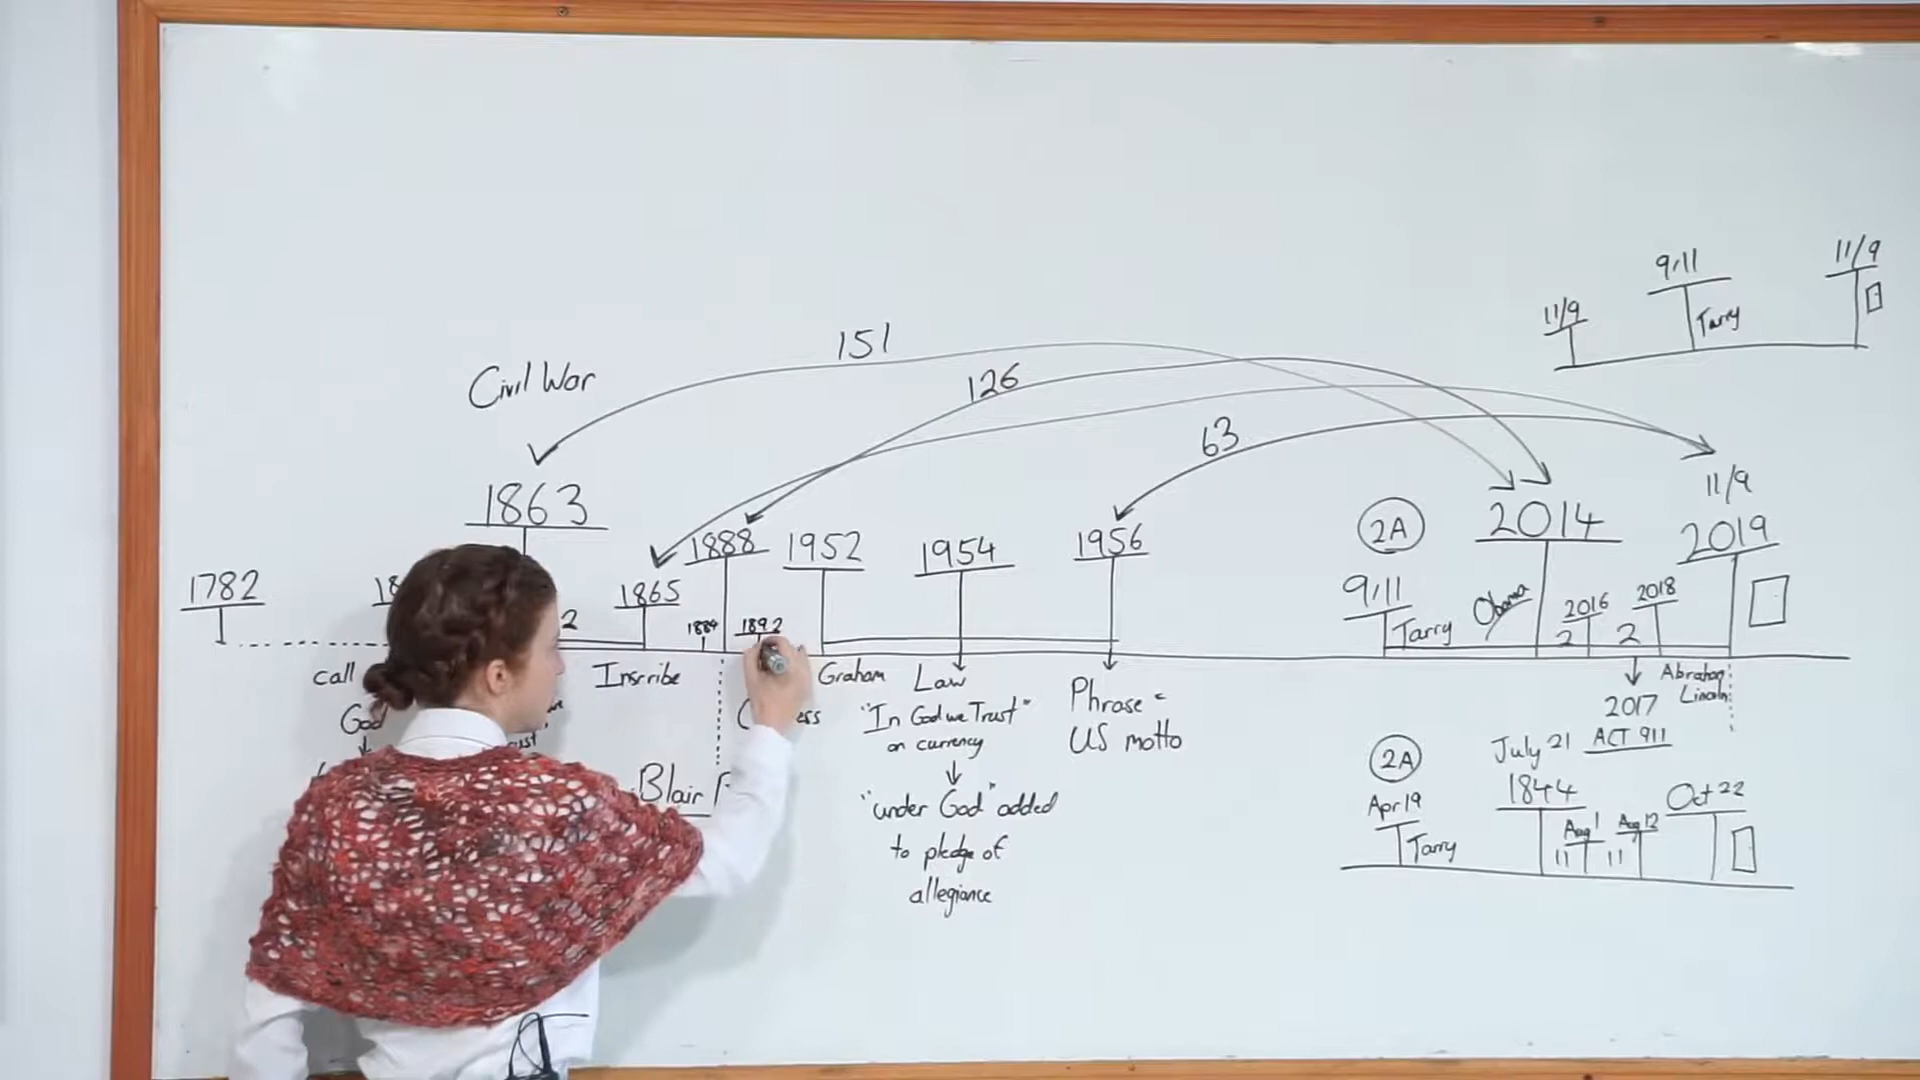 11/9
9/11
11/9
Tarry
151
Civil War
126
63
11/9
1863
2A
2014
2019
1888
1952
1954
1956
1782
18
1865
9/11
Tarry
Obama
2016
2018
2
2
2
1892
call
Inscribe
Graham
Law
Abraham
Lincoln
God
"In God we Trust"
on currency
Phrase =
US motto
2017
ACT 911
Blair
"under God" added
to pledge of
allegiance
2A
July 21
1844
Apr 19
Tarry
Aug 1
Aug 12
Oct 22
11
11